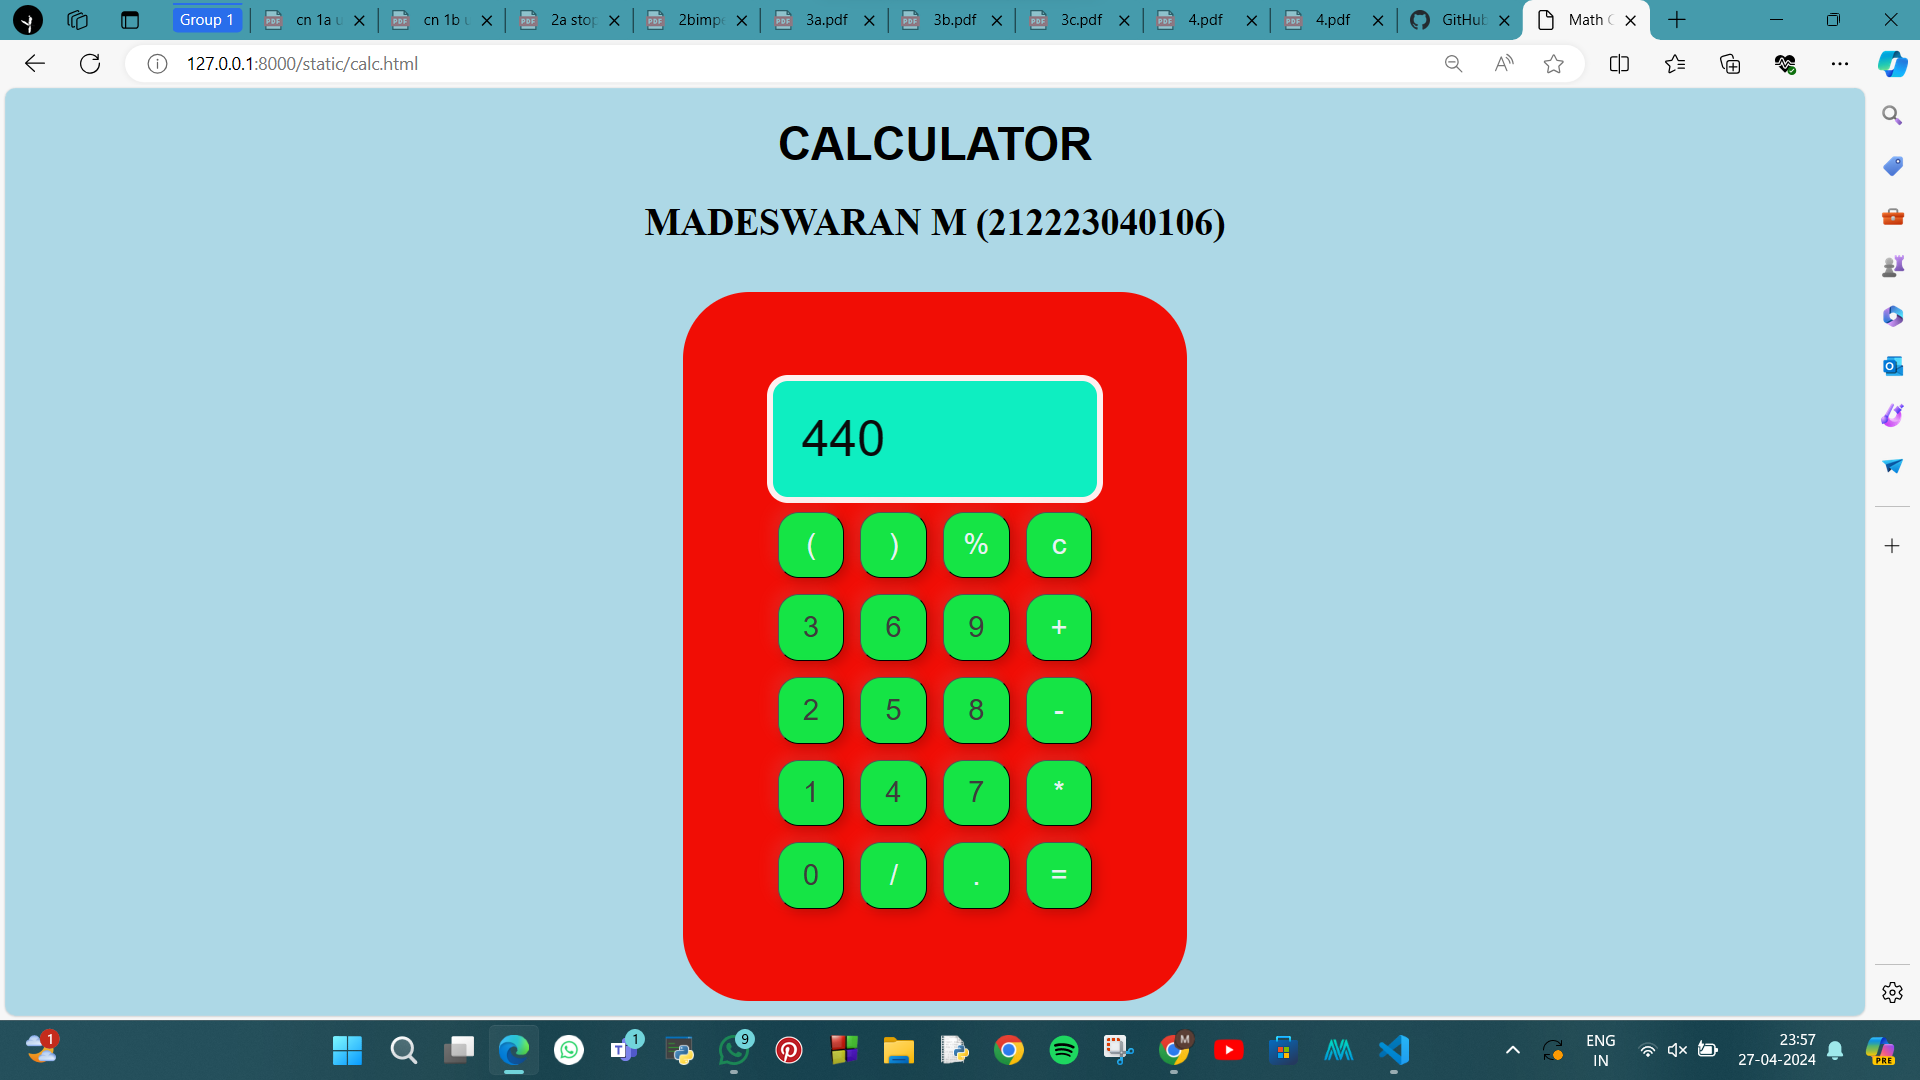 Group 1
cn 1a u
cn 1b u
2a stop
2bimpe
3a.pdf
3b.pdf
3c.pdf
4.pdf
4.pdf
GitHub
Math C
127.0.0.1:8000/static/calc.html
CALCULATOR
MADESWARAN M (212223040106)
440
( ) % c
3 6 9 +
2 5 8 -
1 4 7 *
0 / . =
1
1
9
M
ENG
IN
23:57
27-04-2024
PRE